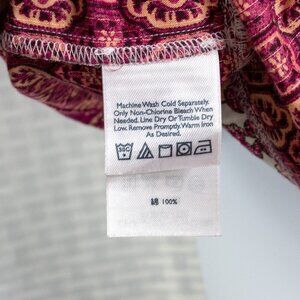 Machine Wash Cold Separately.
Only Non-Chlorine Bleach When
Needed. Line Dry Or Tumble Dry
Low. Remove Promptly. Warm Iron
As Desired.
30C
100%